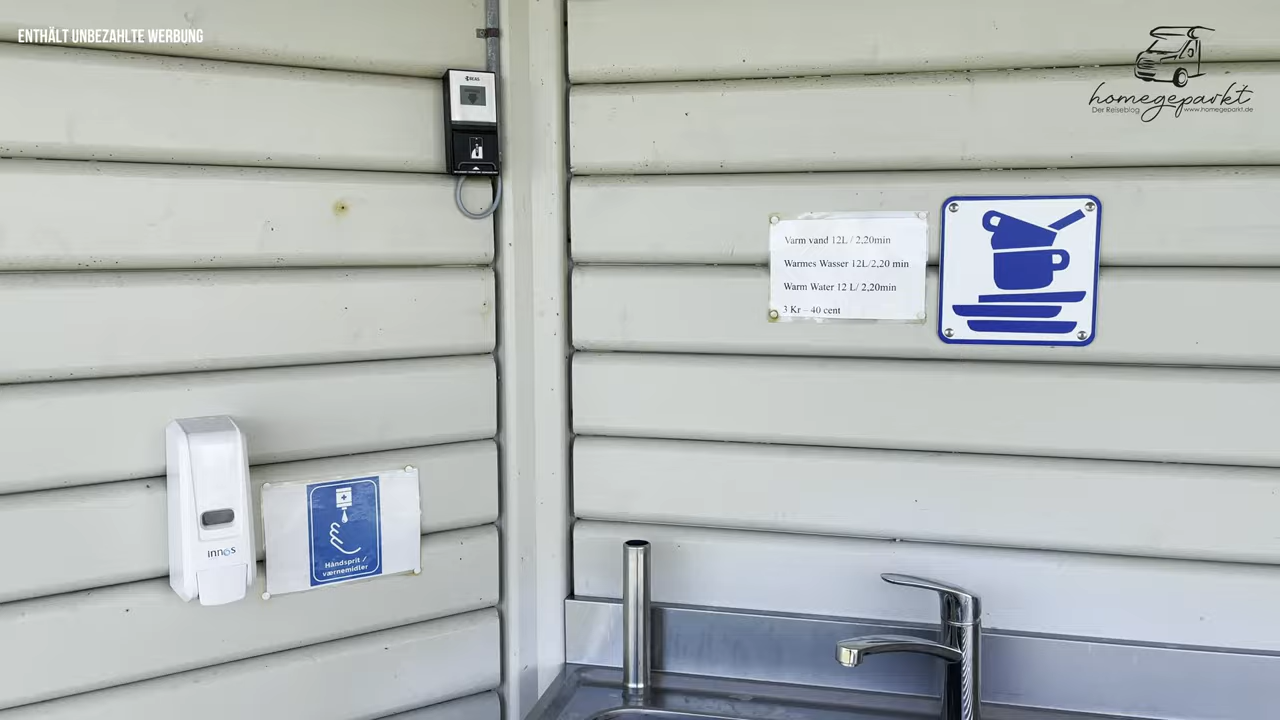 ENTHÄLT UNBEZAHLTE WERBUNG
homegeparkt
Der Reiseblog www.homegeparkt.de
BEAS
Varm vand 12L / 2,20min
Warmes Wasser 12L/2,20 min
Warm Water 12 L/ 2,20min
3 Kr – 40 cent
innos
Håndsprit /
værnemidler